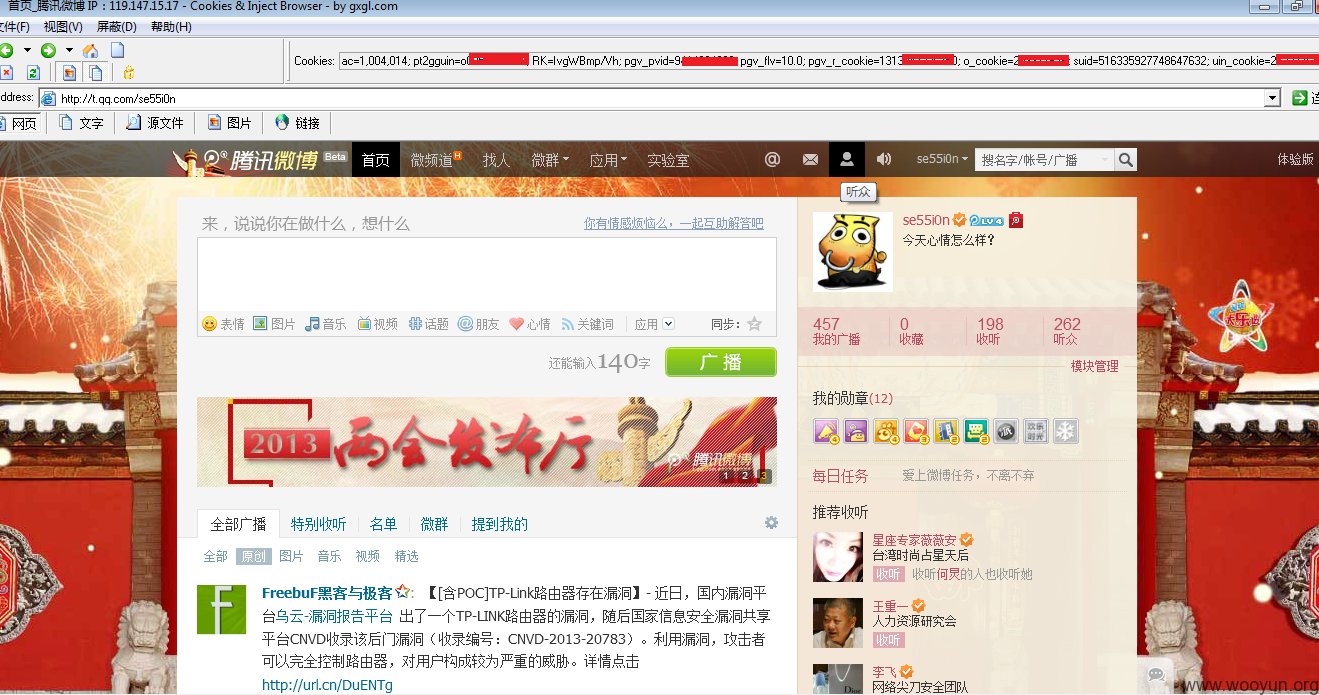 首页_腾讯微博 IP：119.147.15.17 - Cookies & Inject Browser - by gxgl.com
文件(F) 视图(V) 屏蔽(D) 帮助(H)
Cookies: ac=1,004,014; pt2gguin=o0 RK=IvgWBmp/Vh; pgv_pvid=9 pgv_flv=10.0; pgv_r_cookie=1313 0; o_cookie=2 suid=516335927748647632; uin_cookie=2
ddress: http://t.qq.com/se55i0n
网页 文字 源文件 图片 链接
腾讯微博 Beta 首页 微频道 H 找人 微群 应用 实验室 @ se55i0n 搜名字/帐号/广播 体验版
听众
来，说说你在做什么，想什么 你有情感烦恼么，一起互助解答吧
表情 图片 音乐 视频 话题 朋友 心情 关键词 应用 同步：
还能输入140字 广播
2013 两会发布厅
腾讯微博
1 2 3
全部广播 特别收听 名单 微群 提到我的
全部 原创 图片 音乐 视频 精选
FreebuF黑客与极客: 【[含POC]TP-Link路由器存在漏洞】- 近日，国内漏洞平
台乌云-漏洞报告平台 出了一个TP-LINK路由器的漏洞，随后国家信息安全漏洞共享
平台CNVD收录该后门漏洞（收录编号：CNVD-2013-20783）。利用漏洞，攻击者
可以完全控制路由器，对用户构成较为严重的威胁。详情点击
http://url.cn/DuENTg
se55i0n LV4
今天心情怎么样?
457 0 198 262
我的广播 收藏 收听 听众
模块管理
我的勋章(12)
每日任务 爱上微博任务，不离不弃
推荐收听
星座专家薇薇安
台湾时尚占星天后
收听 收听何炅的人也收听她
王重一
人力资源研究会
收听
李飞
网络尖刀安全团队
www.wooyun.org